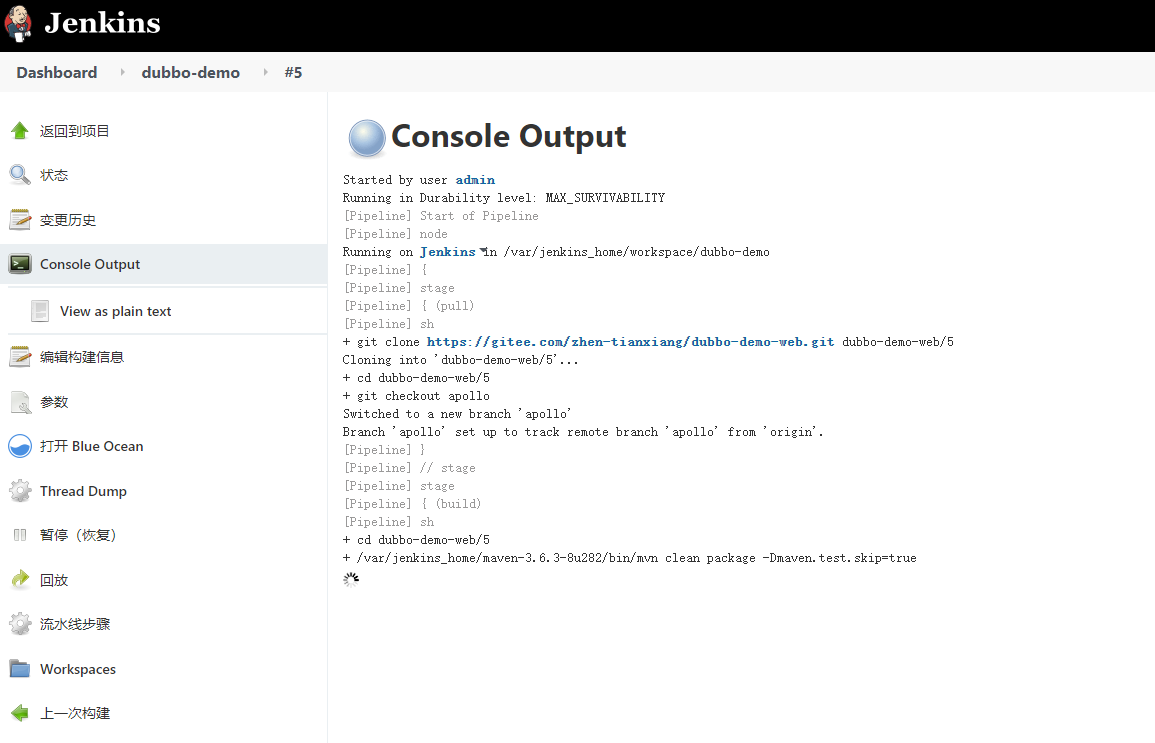 Jenkins
Dashboard dubbo-demo #5
返回到项目
状态
变更历史
Console Output
View as plain text
编辑构建信息
参数
打开 Blue Ocean
Thread Dump
暂停（恢复）
回放
流水线步骤
Workspaces
上一次构建
Console Output
Started by user admin
Running in Durability level: MAX_SURVIVABILITY
[Pipeline] Start of Pipeline
[Pipeline] node
Running on Jenkins in /var/jenkins_home/workspace/dubbo-demo
[Pipeline] {
[Pipeline] stage
[Pipeline] { (pull)
[Pipeline] sh
+ git clone https://gitee.com/zhen-tianxiang/dubbo-demo-web.git dubbo-demo-web/5
Cloning into 'dubbo-demo-web/5'...
+ cd dubbo-demo-web/5
+ git checkout apollo
Switched to a new branch 'apollo'
Branch 'apollo' set up to track remote branch 'apollo' from 'origin'.
[Pipeline] }
[Pipeline] // stage
[Pipeline] stage
[Pipeline] { (build)
[Pipeline] sh
+ cd dubbo-demo-web/5
+ /var/jenkins_home/maven-3.6.3-8u282/bin/mvn clean package -Dmaven.test.skip=true